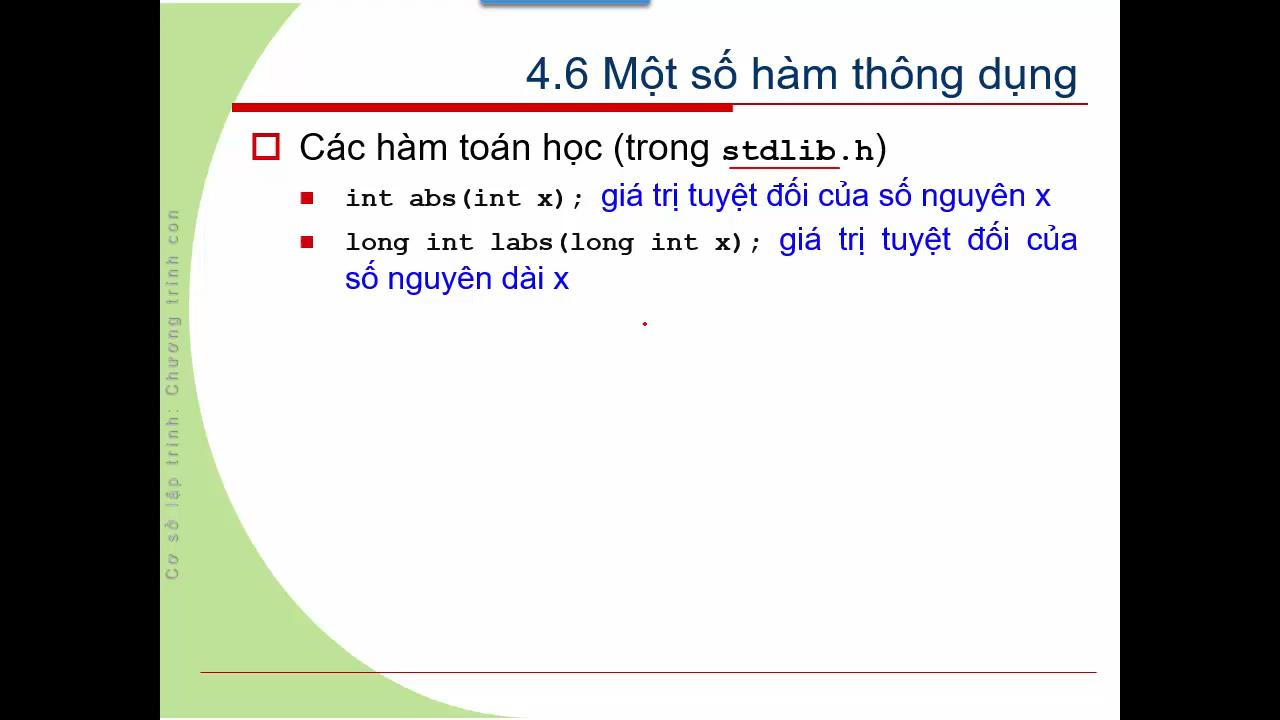 4.6 Một số hàm thông dụng
Các hàm toán học (trong stdlib.h)
int abs(int x); giá trị tuyệt đối của số nguyên x
long int labs(long int x); giá trị tuyệt đối của
số nguyên dài x
Cơ sở lập trình: Chương trình con